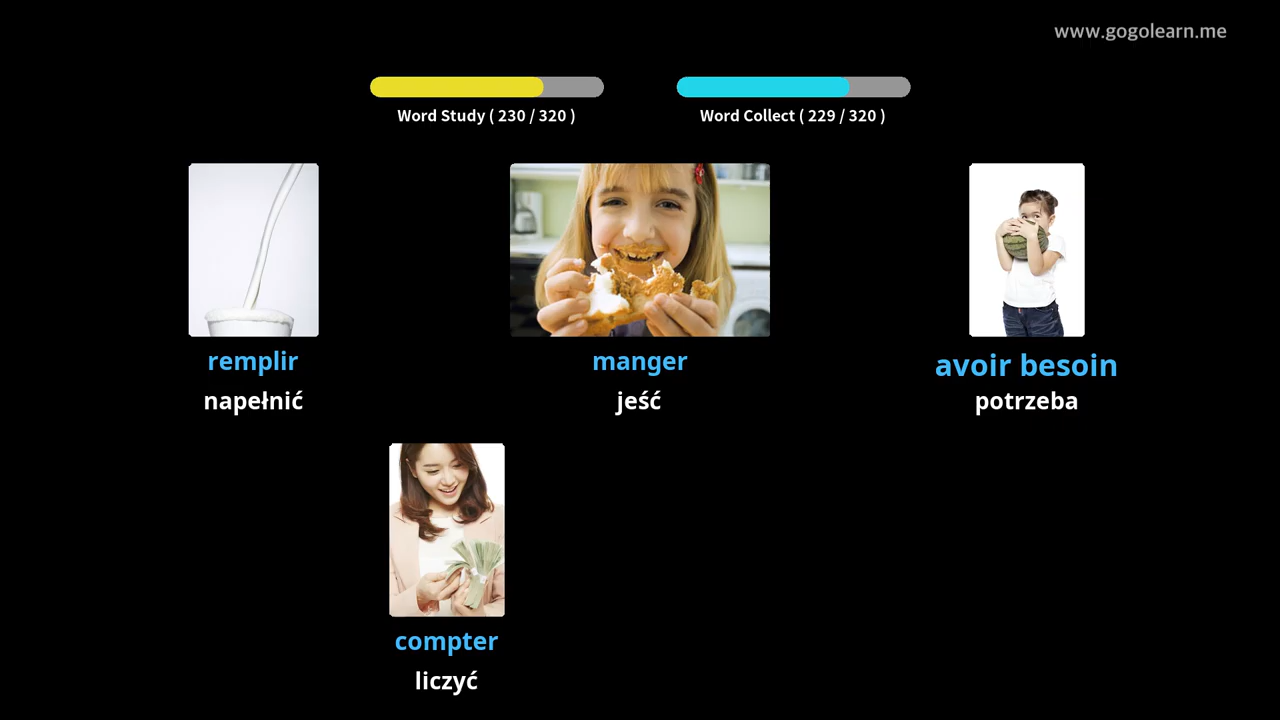 www.gogolearn.me
Word Study ( 230 / 320 )
Word Collect ( 229 / 320 )
remplir
napełnić
manger
jeść
avoir besoin
potrzeba
compter
liczyć